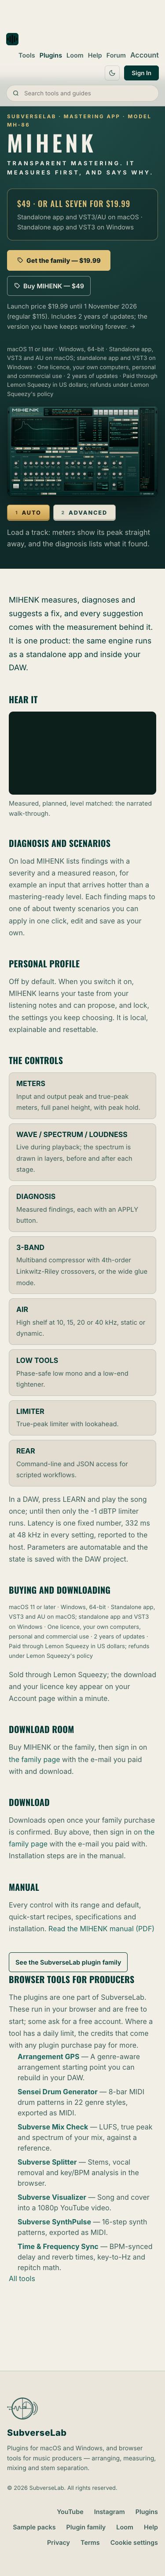 Tools Plugins Loom Help Forum Account
Sign In
Search tools and guides
SUBVERSELAB · MASTERING APP · MODEL
MH-86
MIHENK
TRANSPARENT MASTERING. IT
MEASURES FIRST, AND SAYS WHY.
$49 · OR ALL SEVEN FOR $19.99
Standalone app and VST3/AU on macOS ·
Standalone app and VST3 on Windows
Get the family — $19.99
Buy MIHENK — $49
Launch price $19.99 until 1 November 2026
(regular $115). Includes 2 years of updates; the
version you have keeps working forever. →
macOS 11 or later · Windows, 64-bit · Standalone app,
VST3 and AU on macOS; standalone app and VST3 on
Windows · One licence, your own computers, personal
and commercial use · 2 years of updates · Paid through
Lemon Squeezy in US dollars; refunds under Lemon
Squeezy's policy
MIHENK
1 AUTO
2 ADVANCED
Load a track: meters show its peak straight
away, and the diagnosis lists what it found.
MIHENK measures, diagnoses and
suggests a fix, and every suggestion
comes with the measurement behind it.
It is one product: the same engine runs
as a standalone app and inside your
DAW.
HEAR IT
Measured, planned, level matched: the narrated
walk-through.
DIAGNOSIS AND SCENARIOS
On load MIHENK lists findings with a
severity and a measured reason, for
example an input that arrives hotter than a
mastering-ready level. Each finding maps to
one of about twenty scenarios you can
apply in one click, edit and save as your
own.
PERSONAL PROFILE
Off by default. When you switch it on,
MIHENK learns your taste from your
listening notes and can propose, and lock,
the settings you keep choosing. It is local,
explainable and resettable.
THE CONTROLS
METERS
Input and output peak and true-peak
meters, full panel height, with peak hold.
WAVE / SPECTRUM / LOUDNESS
Live during playback; the spectrum is
drawn in layers, before and after each
stage.
DIAGNOSIS
Measured findings, each with an APPLY
button.
3-BAND
Multiband compressor with 4th-order
Linkwitz-Riley crossovers, or the wide glue
mode.
AIR
High shelf at 10, 15, 20 or 40 kHz, static or
dynamic.
LOW TOOLS
Phase-safe low mono and a low-end
tightener.
LIMITER
True-peak limiter with lookahead.
REAR
Command-line and JSON access for
scripted workflows.
In a DAW, press LEARN and play the song
once; until then only the -1 dBTP limiter
runs. Latency is one fixed number, 332 ms
at 48 kHz in every setting, reported to the
host. Parameters are automatable and the
state is saved with the DAW project.
BUYING AND DOWNLOADING
macOS 11 or later · Windows, 64-bit · Standalone app,
VST3 and AU on macOS; standalone app and VST3
on Windows · One licence, your own computers,
personal and commercial use · 2 years of updates ·
Paid through Lemon Squeezy in US dollars; refunds
under Lemon Squeezy's policy
Sold through Lemon Squeezy; the download
and your licence key appear on your
Account page within a minute.
DOWNLOAD ROOM
Buy MIHENK or the family, then sign in on
the family page with the e-mail you paid
with and download.
DOWNLOAD
Downloads open once your family purchase
is confirmed. Buy above, then sign in on the
family page with the e-mail you paid with.
Installation steps are in the manual.
MANUAL
Every control with its range and default,
quick-start recipes, specifications and
installation. Read the MIHENK manual (PDF)
See the SubverseLab plugin family
BROWSER TOOLS FOR PRODUCERS
The plugins are one part of SubverseLab.
These run in your browser and are free to
start; some ask for a free account. Where a
tool has a daily limit, the credits that come
with any plugin purchase pay for more.
Arrangement GPS — A genre-aware
arrangement starting point you can
rebuild in your DAW.
Sensei Drum Generator — 8-bar MIDI
drum patterns in 22 genre styles,
exported as MIDI.
Subverse Mix Check — LUFS, true peak
and spectrum of your mix, against a
reference.
Subverse Splitter — Stems, vocal
removal and key/BPM analysis in the
browser.
Subverse Visualizer — Song and cover
into a 1080p YouTube video.
Subverse SynthPulse — 16-step synth
patterns, exported as MIDI.
Time & Frequency Sync — BPM-synced
delay and reverb times, key-to-Hz and
repitch math.
All tools
SubverseLab
Plugins for macOS and Windows, and browser
tools for music producers — arranging, measuring,
mixing and stem separation.
© 2026 SubverseLab. All rights reserved.
YouTube Instagram Plugins
Sample packs Plugin family Loom Help
Privacy Terms Cookie settings